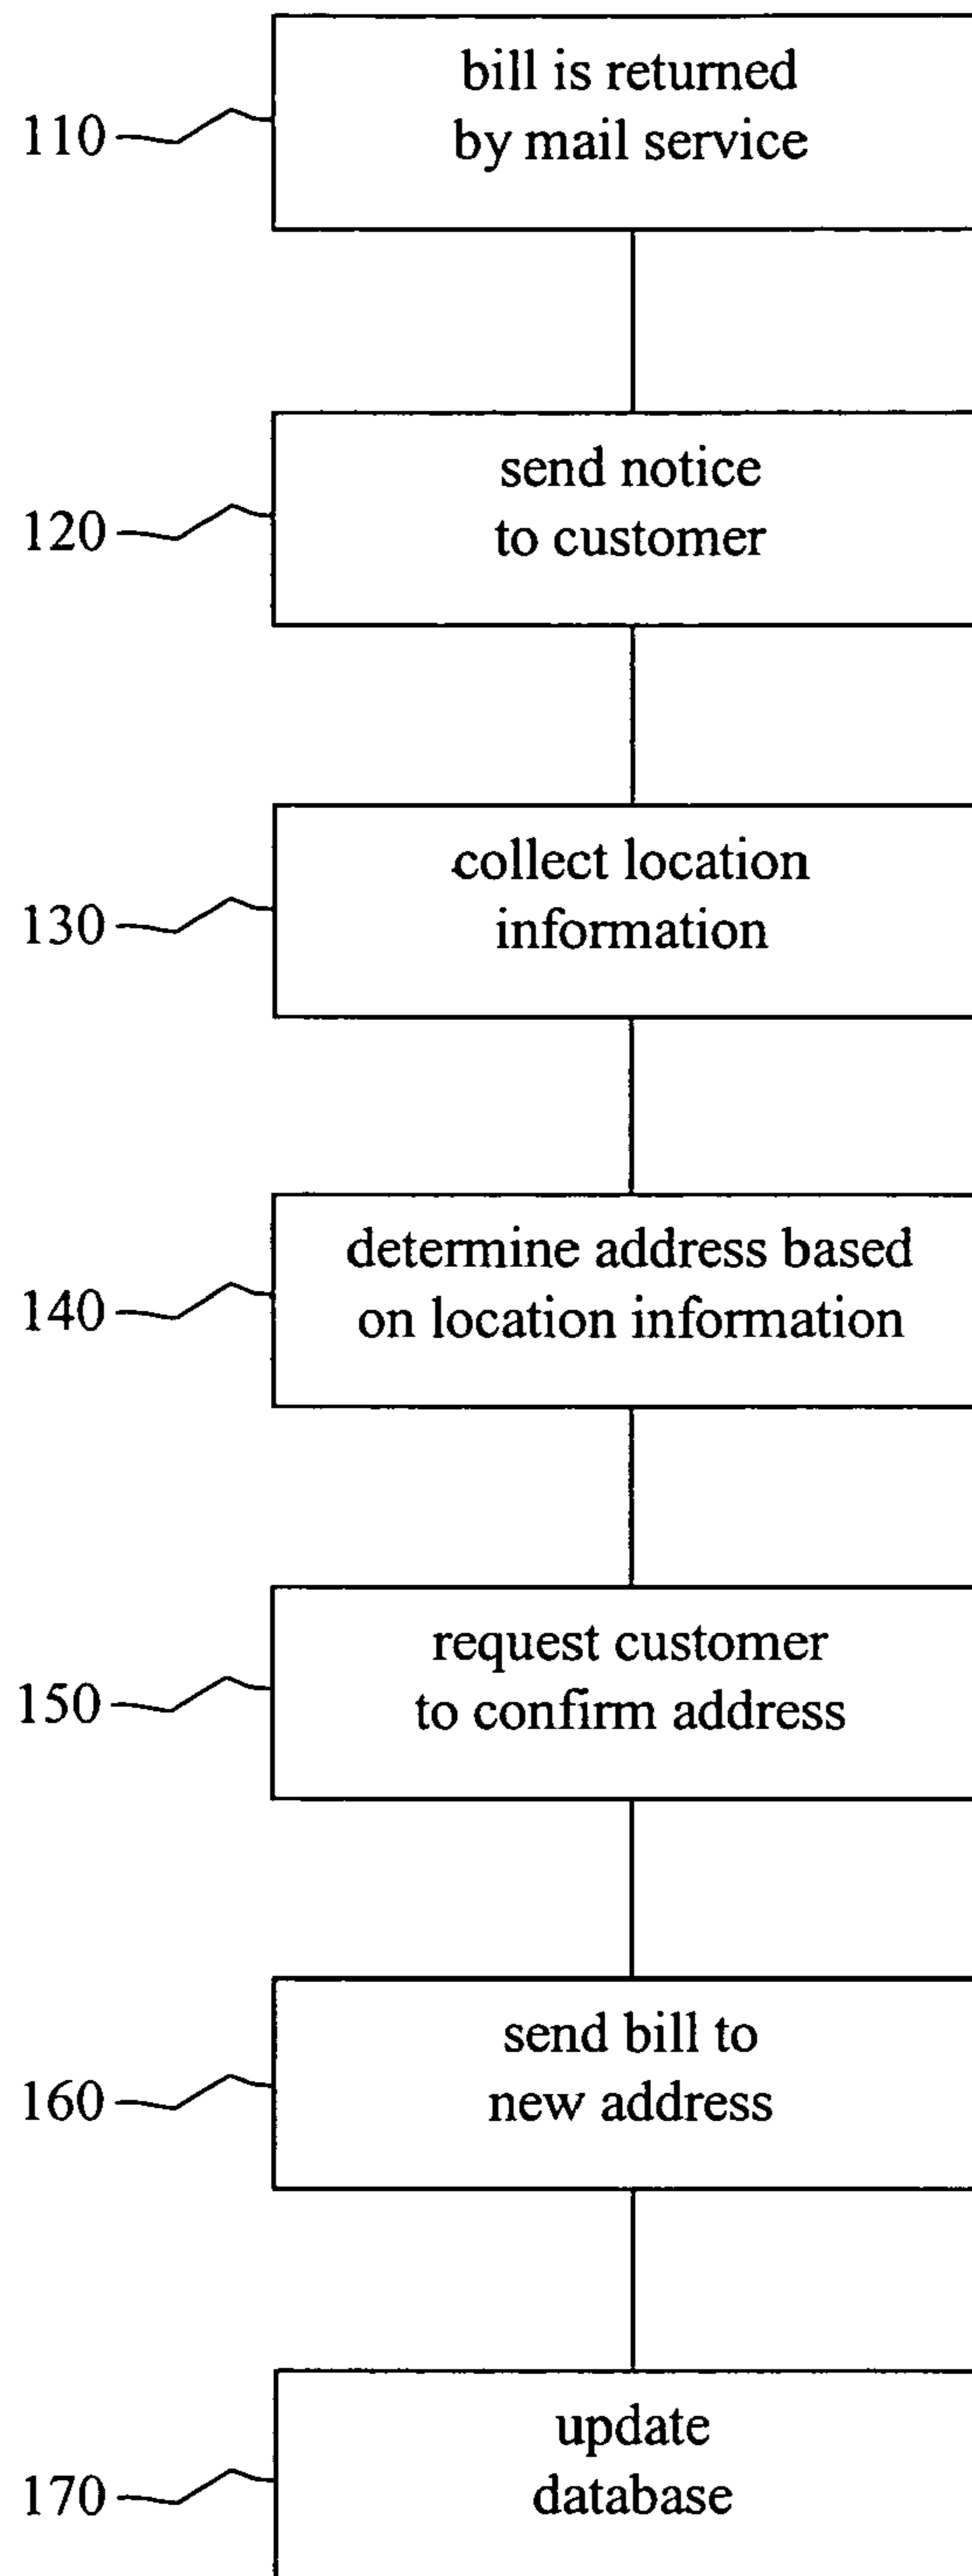 bill is returned
110 by mail service
send notice
120 to customer
collect location
130 information
determine address based
140 on location information
request customer
150 to confirm address
send bill to
160 new address
update
170 database